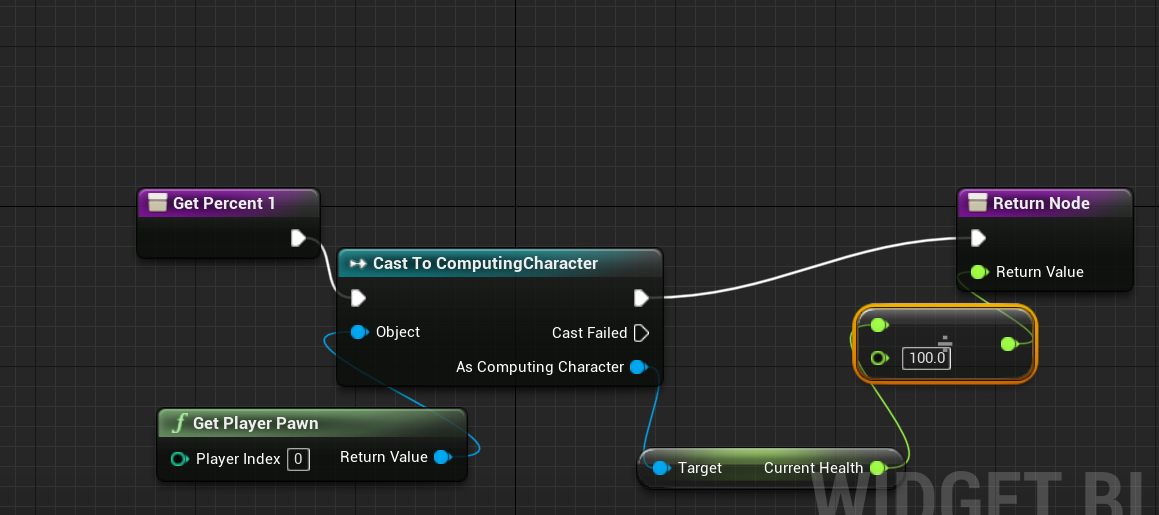 Get Percent 1
Return Node
Return Value
Cast To ComputingCharacter
Object
Cast Failed
As Computing Character
100.0
f Get Player Pawn
Player Index 0
Return Value
Target
Current Health
WIDGET BL